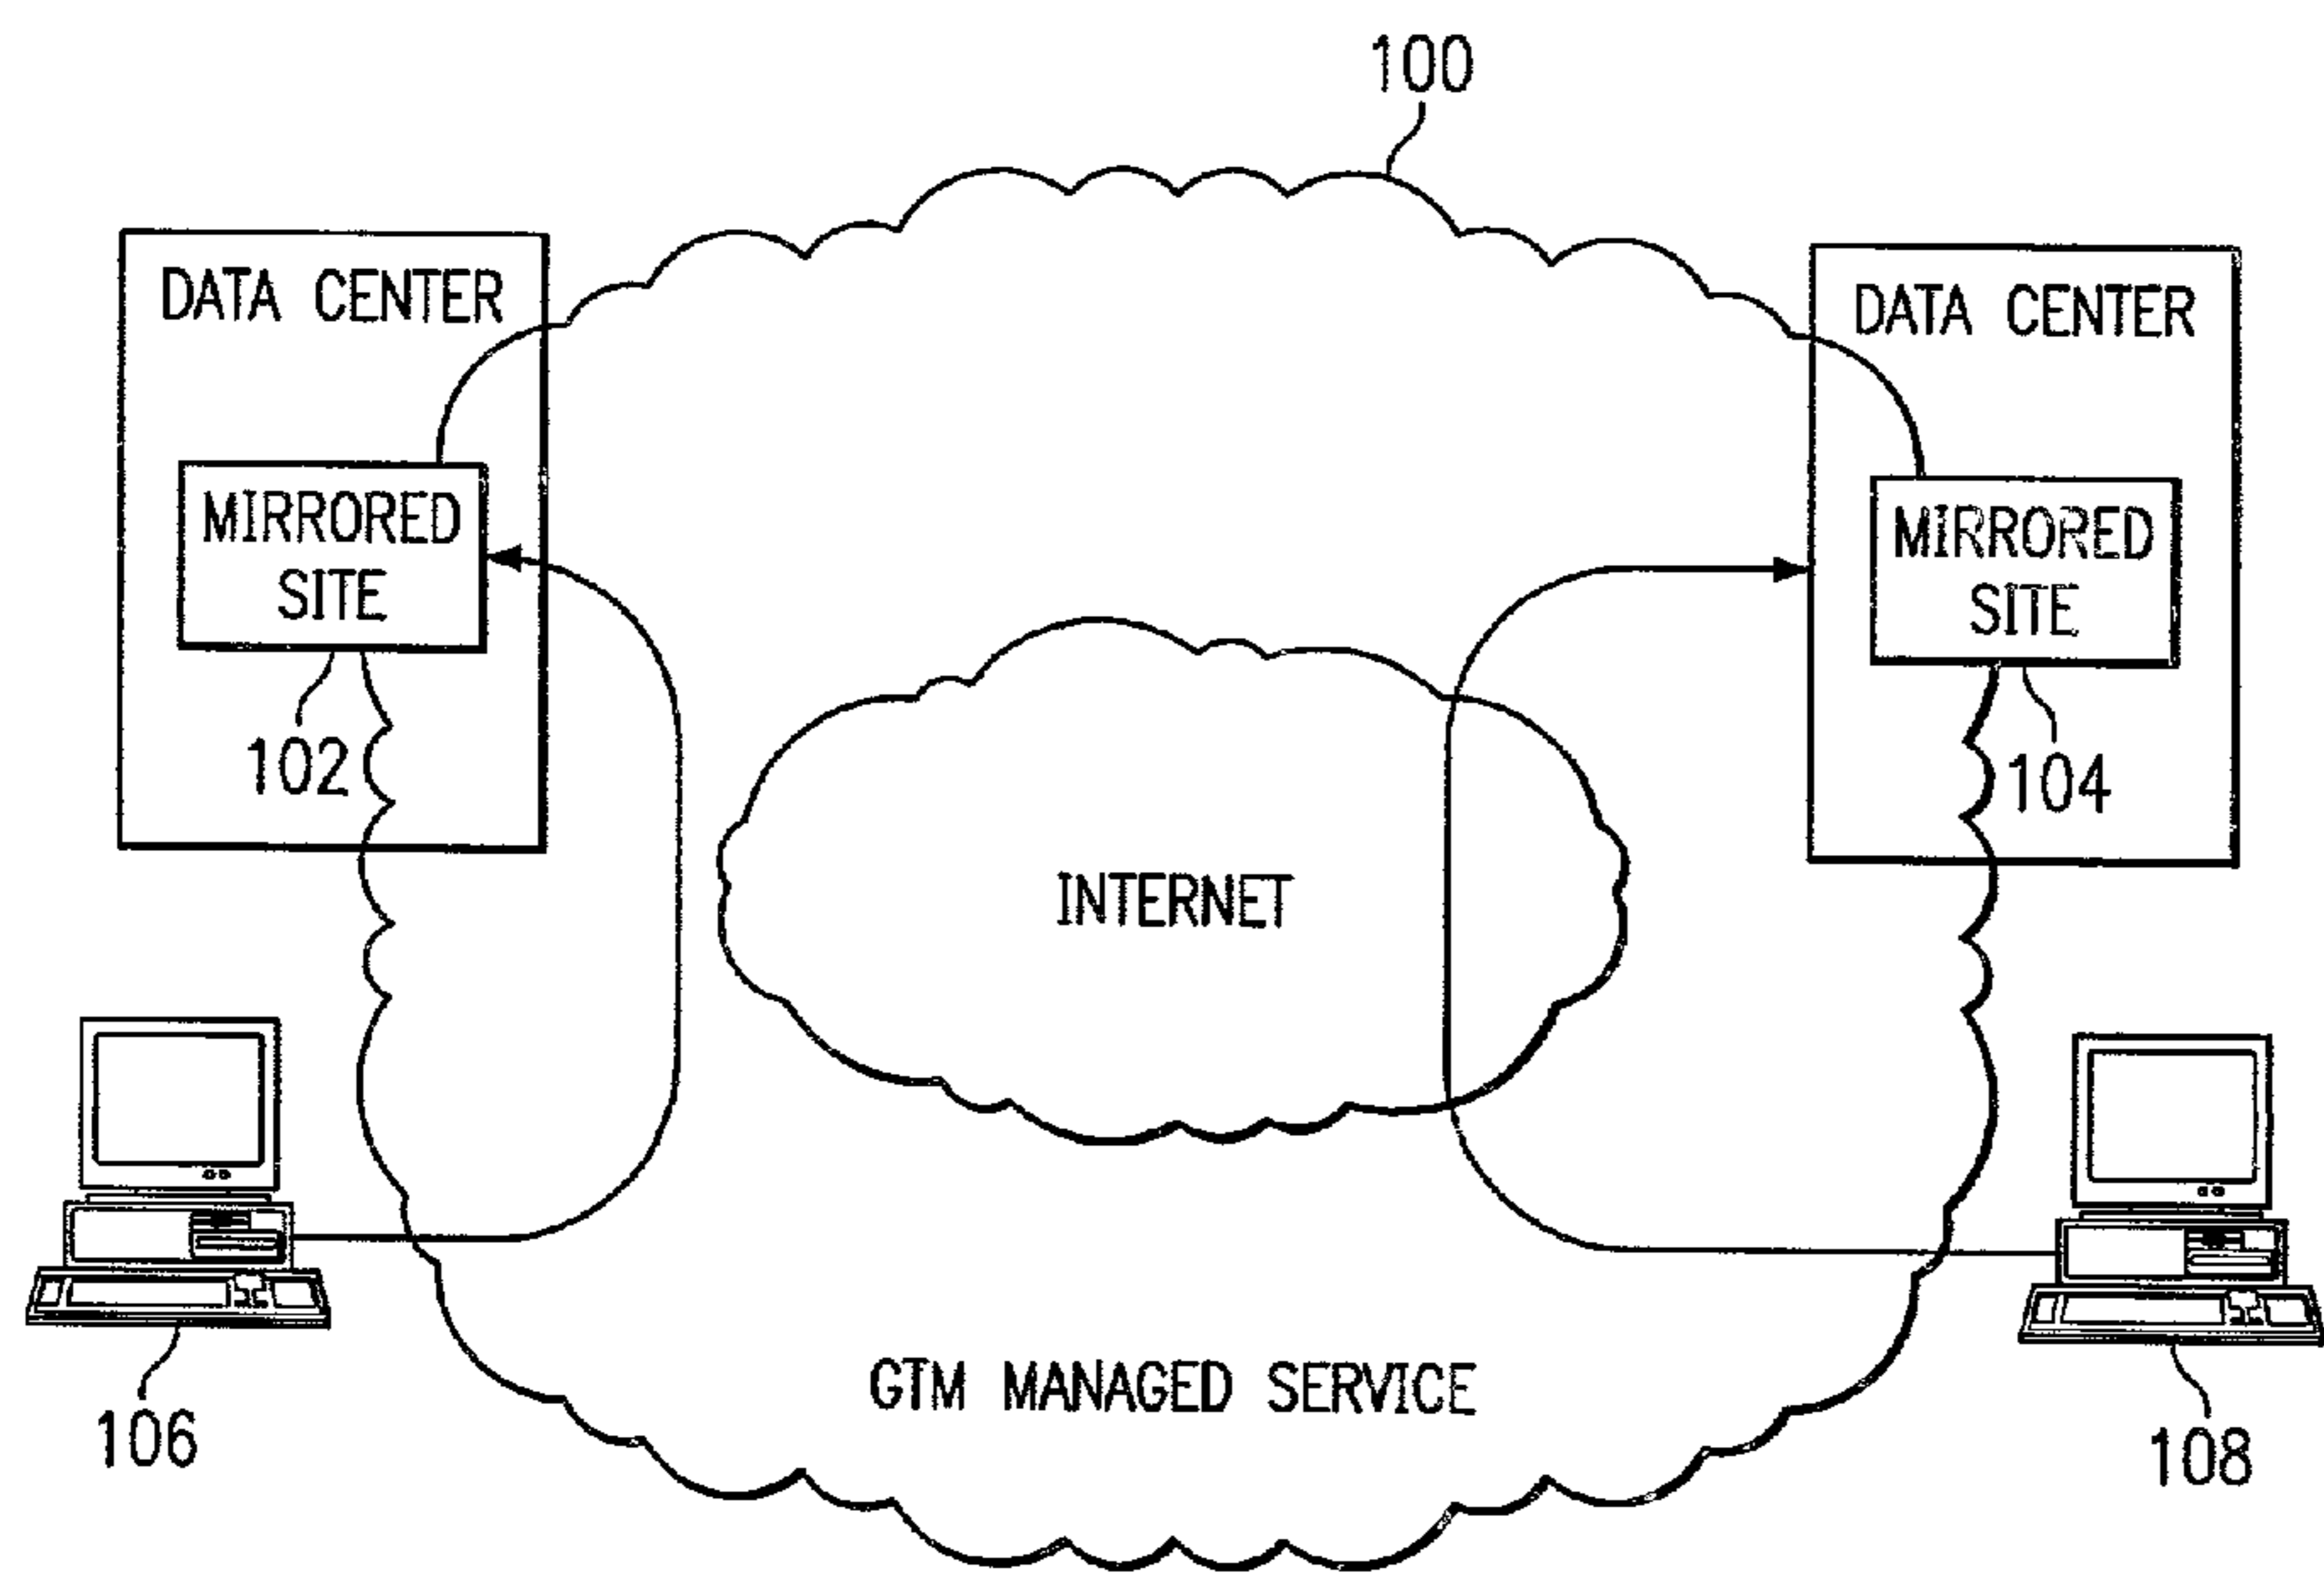 100
DATA CENTER
DATA CENTER
MIRRORED
SITE
MIRRORED
SITE
102
104
INTERNET
GTM MANAGED SERVICE
106
108